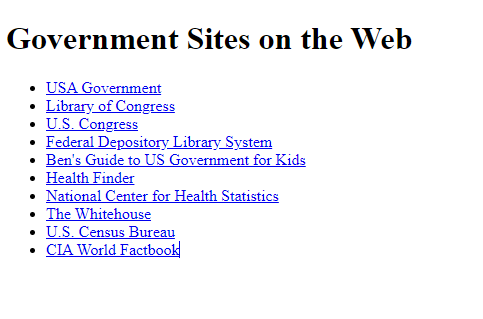 Government Sites on the Web
USA Government
Library of Congress
U.S. Congress
Federal Depository Library System
Ben's Guide to US Government for Kids
Health Finder
National Center for Health Statistics
The Whitehouse
U.S. Census Bureau
CIA World Factbook